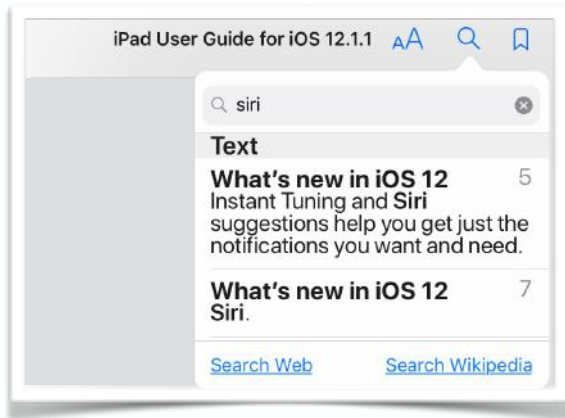 iPad User Guide for iOS 12.1.1 AA
siri
Text
What's new in iOS 12 5
Instant Tuning and Siri
suggestions help you get just the
notifications you want and need.
What's new in iOS 12 7
Siri.
Search Web Search Wikipedia